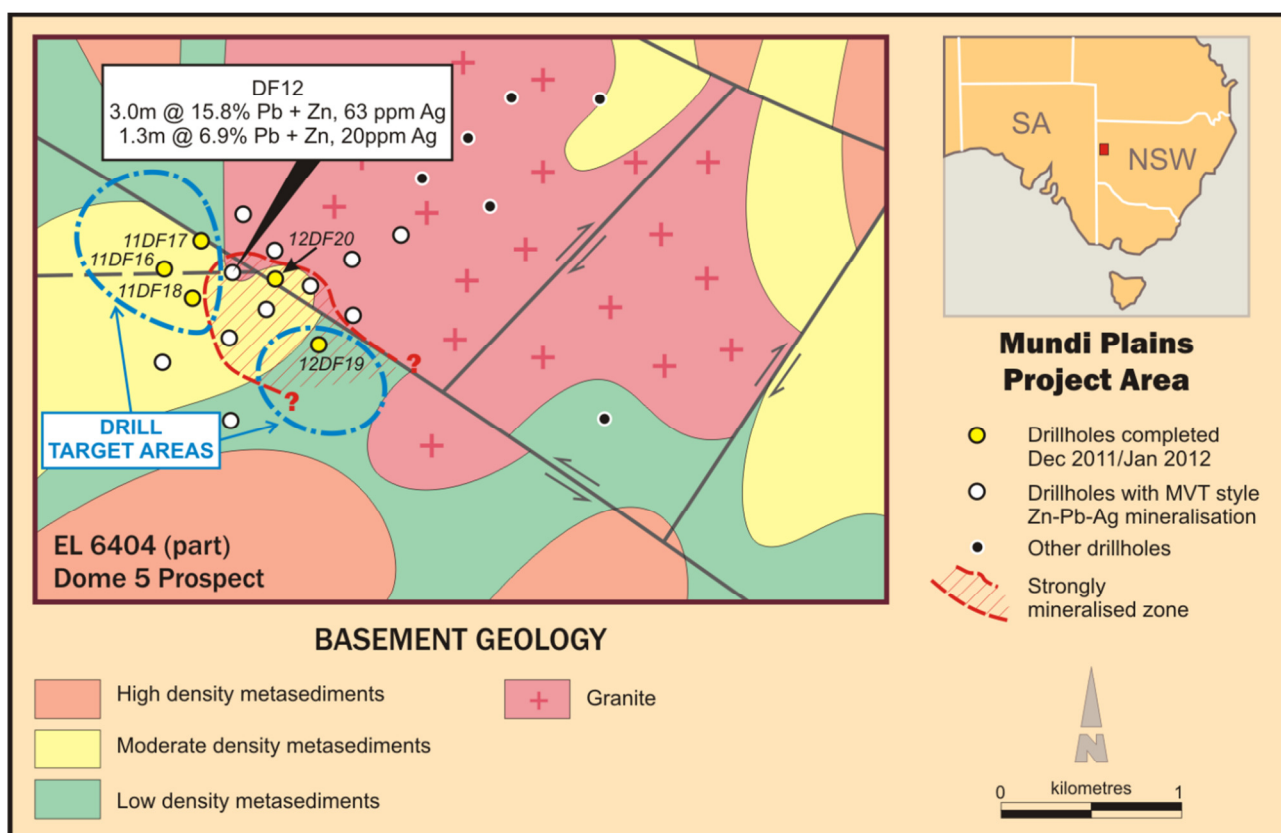 DF12
3.0m @ 15.8% Pb + Zn, 63 ppm Ag
1.3m @ 6.9% Pb + Zn, 20ppm Ag
11DF17
11DF16
11DF18
12DF20
12DF19
?
?
DRILL
TARGET AREAS
EL 6404 (part)
Dome 5 Prospect
SA
NSW
Mundi Plains
Project Area
Drillholes completed
Dec 2011/Jan 2012
Drillholes with MVT style
Zn-Pb-Ag mineralisation
Other drillholes
Strongly
mineralised zone
BASEMENT GEOLOGY
High density metasediments
Granite
Moderate density metasediments
Low density metasediments
N
0 kilometres 1